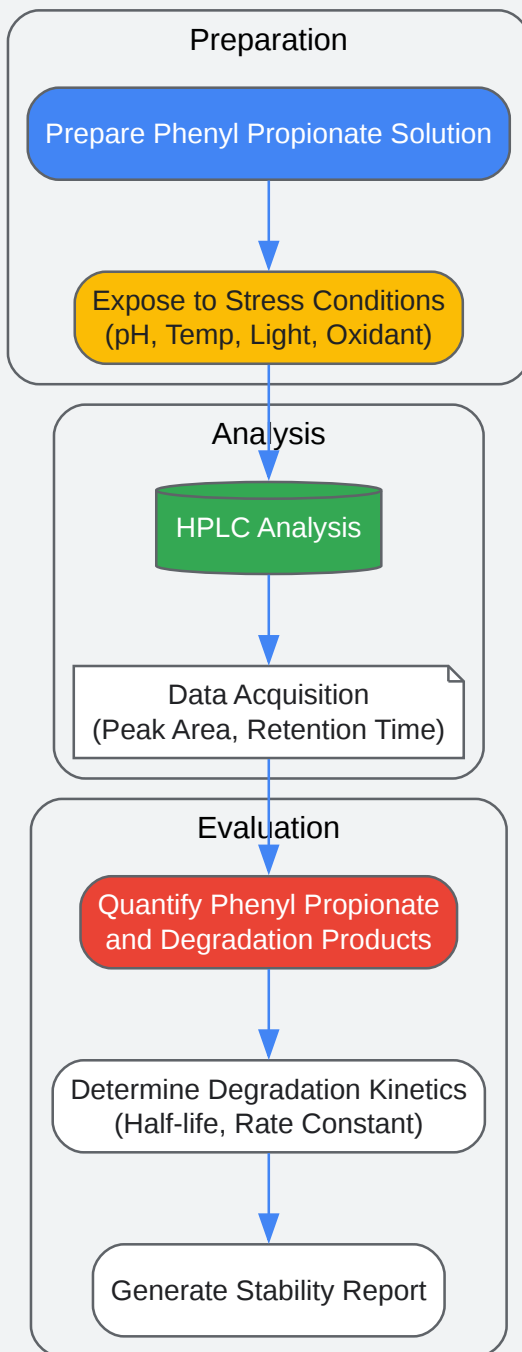 Preparation
Prepare Phenyl Propionate Solution
Expose to Stress Conditions
(pH, Temp, Light, Oxidant)
Analysis
HPLC Analysis
Data Acquisition
(Peak Area, Retention Time)
Evaluation
Quantify Phenyl Propionate
and Degradation Products
Determine Degradation Kinetics
(Half-life, Rate Constant)
Generate Stability Report